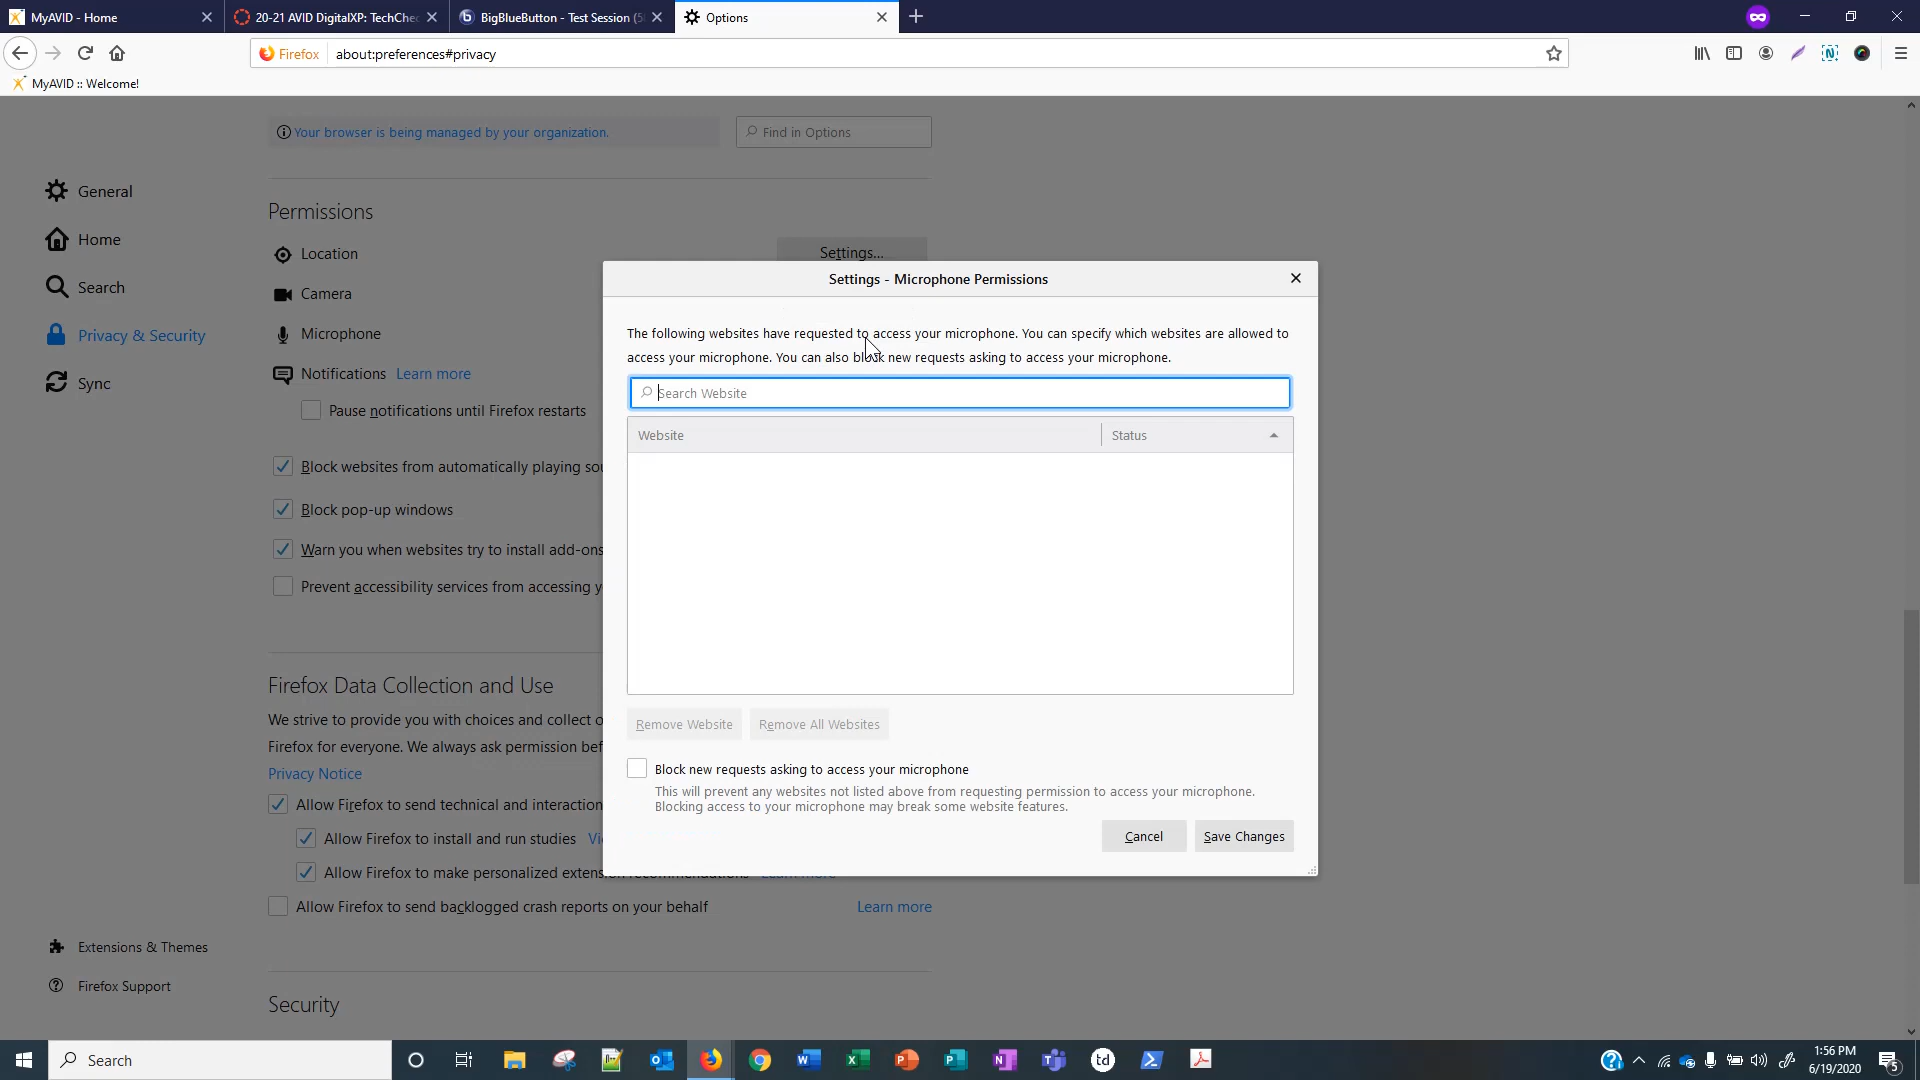 MyAVID - Home
20-21 AVID DigitalXP: TechChe
BigBlueButton - Test Session (5
Options
Firefox
about:preferences#privacy
MyAVID :: Welcome!
Your browser is being managed by your organization.
Find in Options
General
Home
Search
Privacy & Security
Sync
Extensions & Themes
Firefox Support
Permissions
Location
Settings...
Camera
Microphone
Notifications Learn more
Pause notifications until Firefox restarts
Block websites from automatically playing sou
Block pop-up windows
Warn you when websites try to install add-ons
Prevent accessibility services from accessing y
Firefox Data Collection and Use
We strive to provide you with choices and collect o
Firefox for everyone. We always ask permission bef
Privacy Notice
Allow Firefox to send technical and interaction
Allow Firefox to install and run studies Vi
Allow Firefox to make personalized extension recommendations Learn more
Allow Firefox to send backlogged crash reports on your behalf Learn more
Security
Settings - Microphone Permissions
The following websites have requested to access your microphone. You can specify which websites are allowed to
access your microphone. You can also block new requests asking to access your microphone.
Search Website
Website Status
Remove Website Remove All Websites
Block new requests asking to access your microphone
This will prevent any websites not listed above from requesting permission to access your microphone.
Blocking access to your microphone may break some website features.
Cancel Save Changes
Search
td
1:56 PM
6/19/2020
5